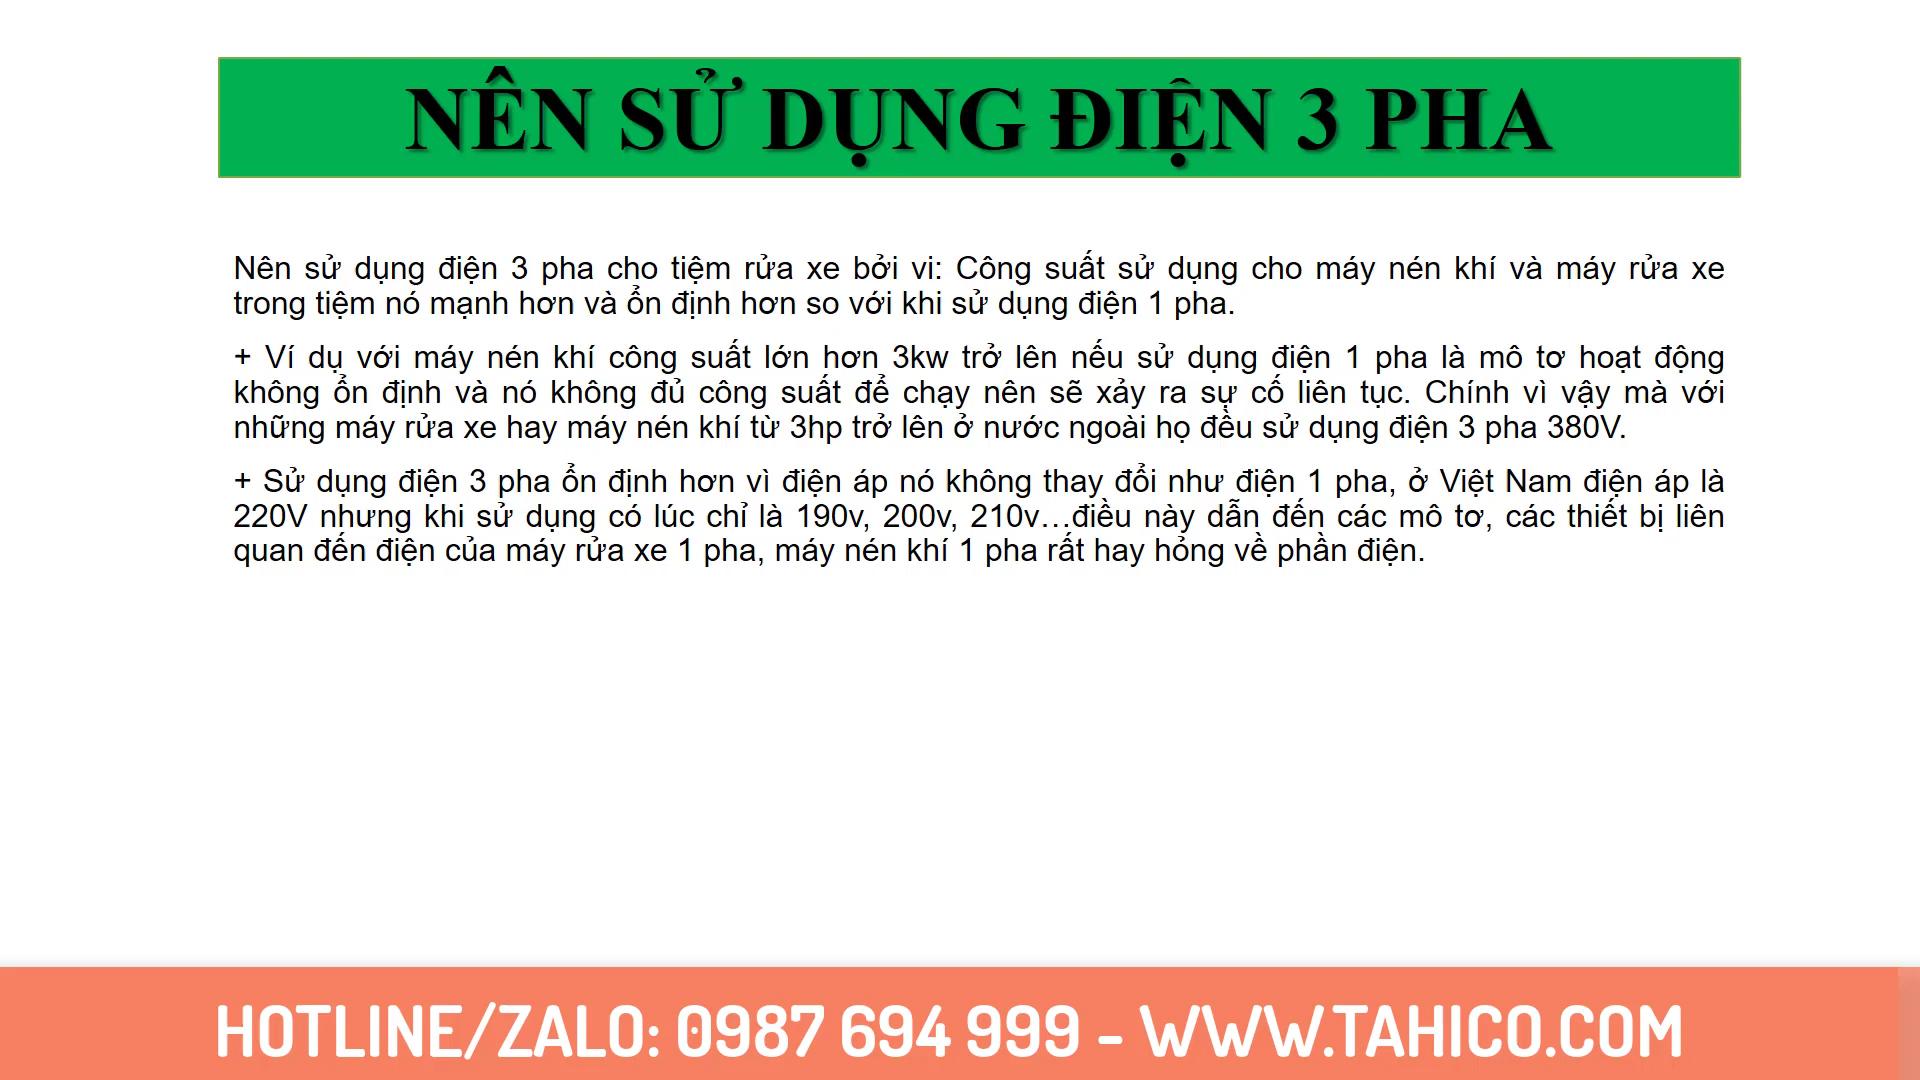 NÊN SỬ DỤNG ĐIỆN 3 PHA
Nên sử dụng điện 3 pha cho tiệm rửa xe bởi vi: Công suất sử dụng cho máy nén khí và máy rửa xe
trong tiệm nó mạnh hơn và ổn định hơn so với khi sử dụng điện 1 pha.
+ Ví dụ với máy nén khí công suất lớn hơn 3kw trở lên nếu sử dụng điện 1 pha là mô tơ hoạt động
không ổn định và nó không đủ công suất để chạy nên sẽ xảy ra sự cố liên tục. Chính vì vậy mà với
những máy rửa xe hay máy nén khí từ 3hp trở lên ở nước ngoài họ đều sử dụng điện 3 pha 380V.
+ Sử dụng điện 3 pha ổn định hơn vì điện áp nó không thay đổi như điện 1 pha, ở Việt Nam điện áp là
220V nhưng khi sử dụng có lúc chỉ là 190v, 200v, 210v…điều này dẫn đến các mô tơ, các thiết bị liên
quan đến điện của máy rửa xe 1 pha, máy nén khí 1 pha rất hay hỏng về phần điện.
HOTLINE/ZALO: 0987 694 999 - WWW.TAHICO.COM